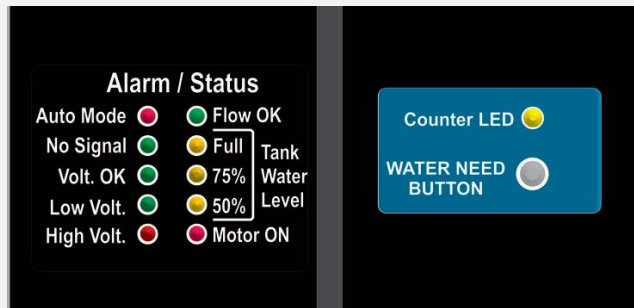 Alarm / Status
Auto Mode
Flow OK
No Signal
Full
Volt. OK
75%
Low Volt.
50%
High Volt.
Motor ON
Tank
Water
Level
Counter LED
WATER NEED
BUTTON